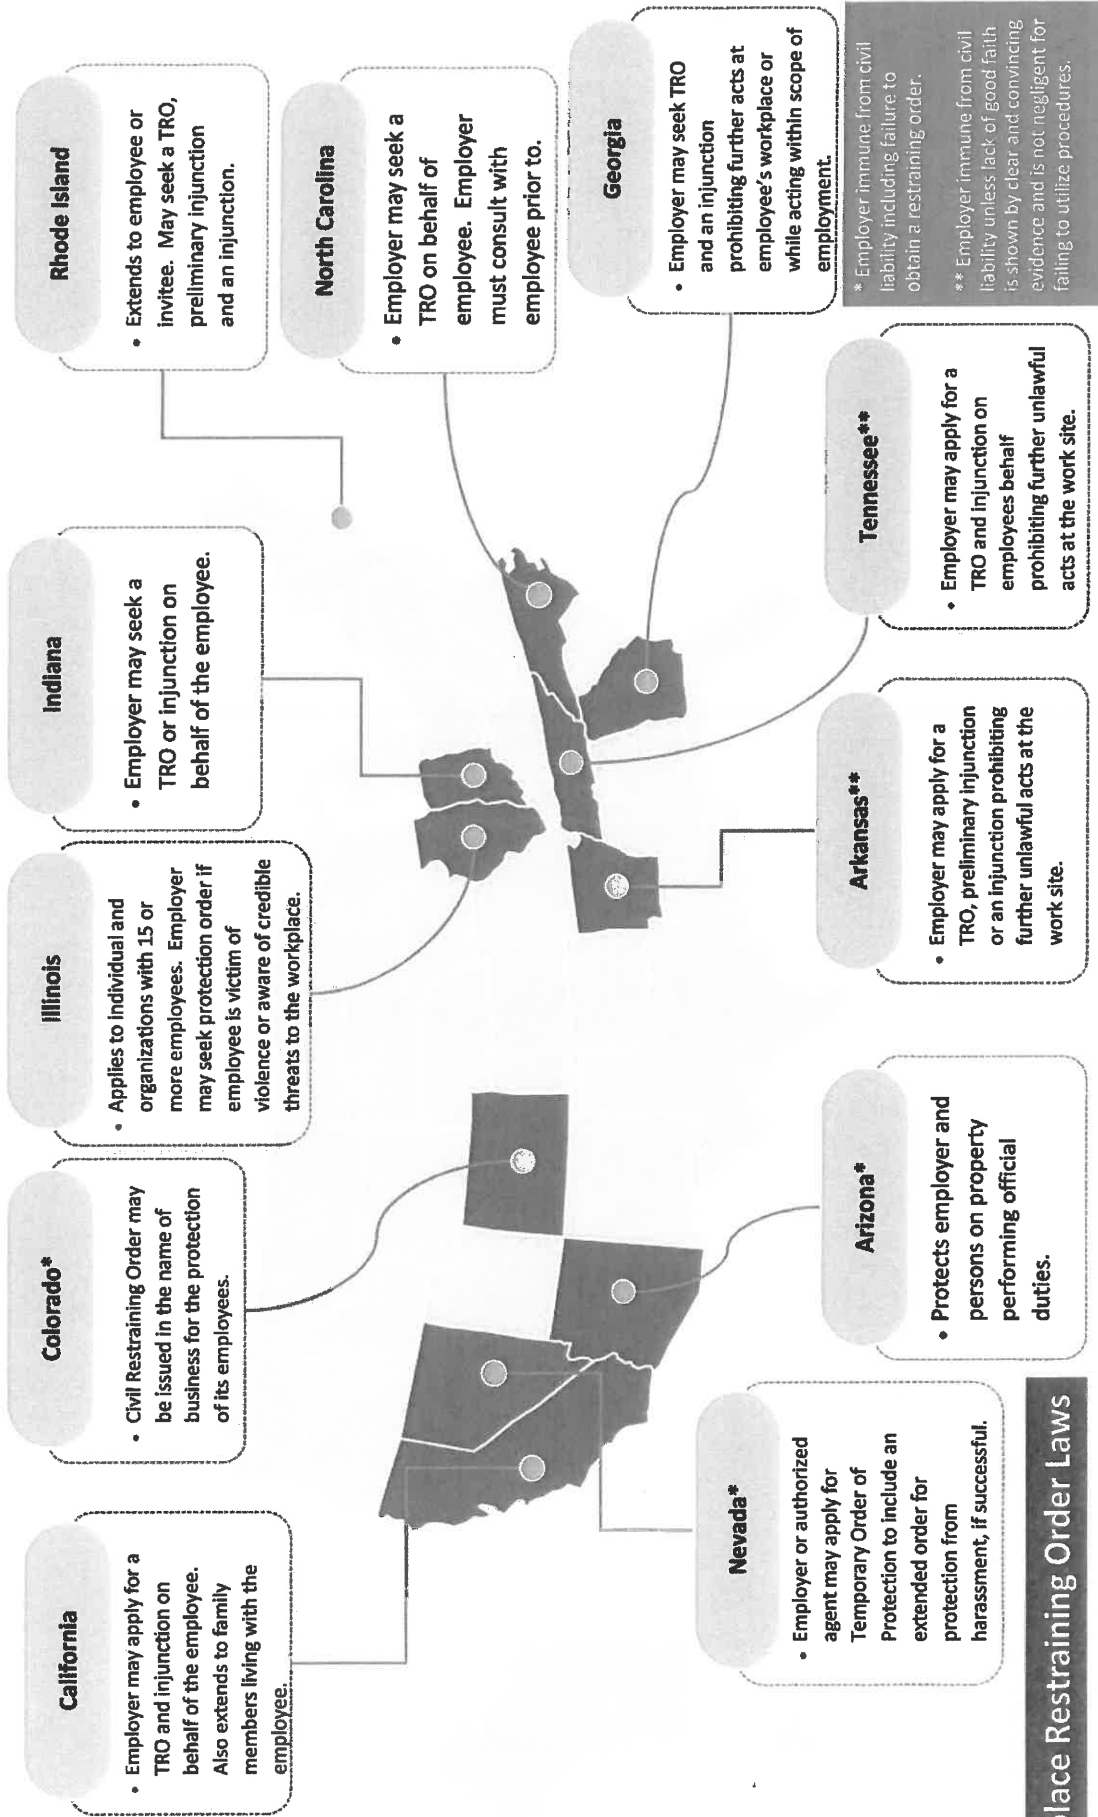 California
• Employer may apply for a
TRO and injunction on
behalf of the employee.
Also extends to family
members living with the
employee.
Colorado*
• Civil Restraining Order may
be issued in the name of
business for the protection
of its employees.
Illinois
• Applies to individual and
organizations with 15 or
more employees. Employer
may seek protection order if
employee is victim of
violence or aware of credible
threats to the workplace.
Indiana
• Employer may seek a
TRO or injunction on
behalf of the employee.
Rhode Island
• Extends to employee or
invitee. May seek a TRO,
preliminary injunction
and an injunction.
North Carolina
• Employer may seek a
TRO on behalf of
employee. Employer
must consult with
employee prior to.
Georgia
• Employer may seek TRO
and an injunction
prohibiting further acts at
employee's workplace or
while acting within scope of
employment.
Nevada*
• Employer or authorized
agent may apply for
Temporary Order of
Protection to include an
extended order for
protection from
harassment, if successful.
Arizona*
• Protects employer and
persons on property
performing official
duties.
Arkansas**
• Employer may apply for a
TRO, preliminary injunction
or an injunction prohibiting
further unlawful acts at the
work site.
Tennessee**
• Employer may apply for a
TRO and injunction on
employees behalf
prohibiting further unlawful
acts at the work site.
* Employer immune from civil
liability including failure to
obtain a restraining order.
** Employer immune from civil
liability unless lack of good faith
is shown by clear and convincing
evidence and is not negligent for
failing to utilize procedures.
place Restraining Order Laws